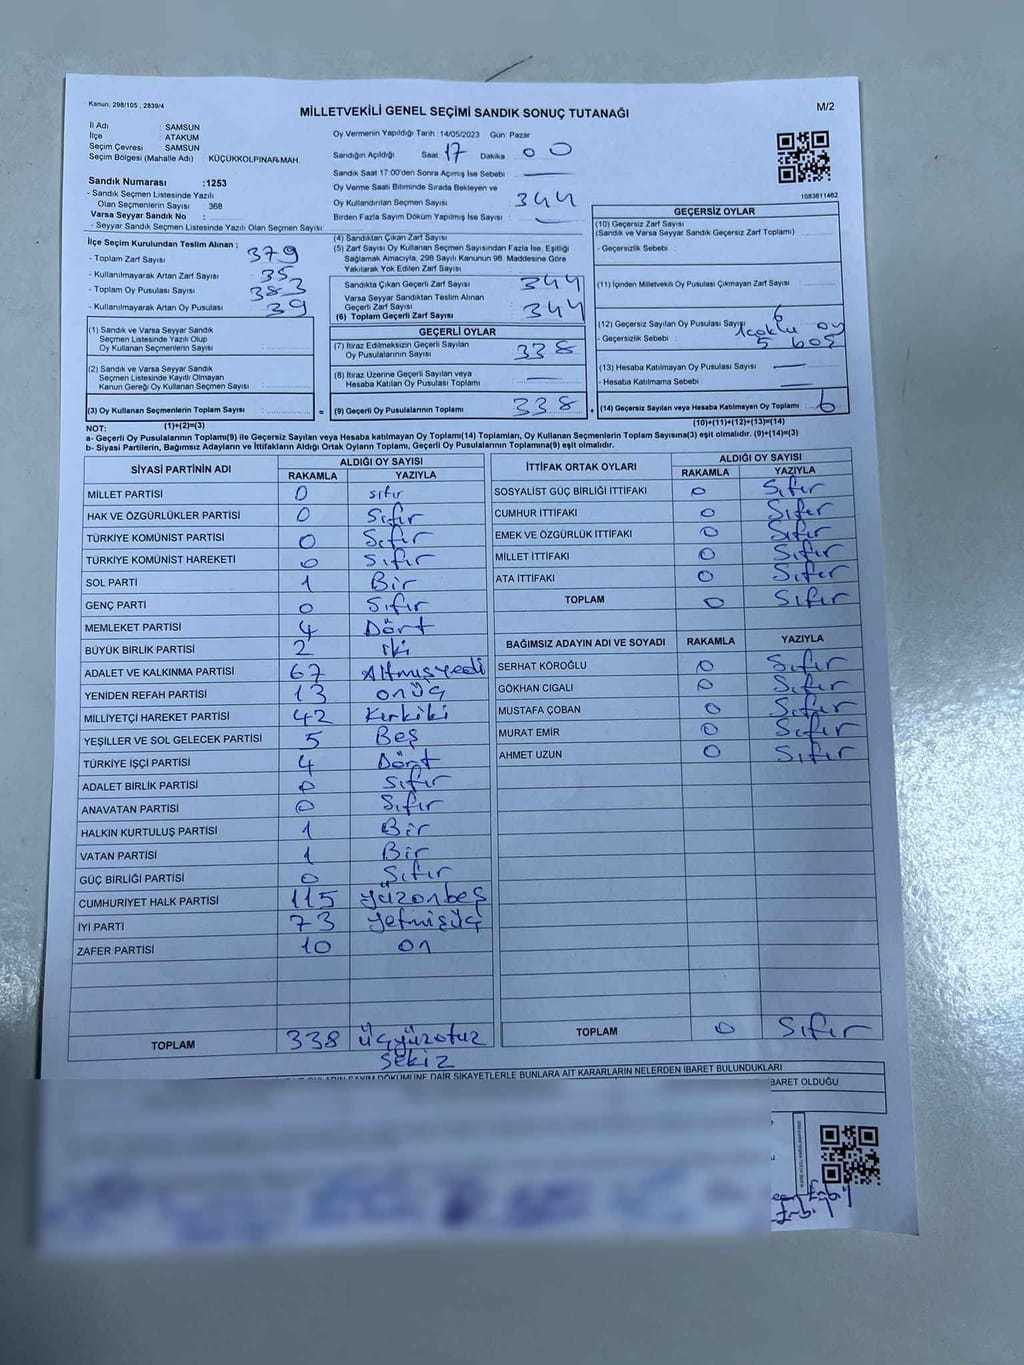 Kanun: 298/105 , 2839/4
MİLLETVEKİLİ GENEL SEÇİMİ SANDIK SONUÇ TUTANAĞI
M/2
İl Adı : SAMSUN
İlçe : ATAKUM
Seçim Çevresi : SAMSUN
Seçim Bölgesi (Mahalle Adı) KÜÇÜKKOLPINAR MAH.
Sandık Numarası :1253
- Sandık Seçmen Listesinde Yazılı
Olan Seçmenlerin Sayısı : 368
Varsa Seyyar Sandık No :
- Seyyar Sandık Seçmen Listesinde Yazılı Olan Seçmen Sayısı :
Oy Vermenin Yapıldığı Tarih :14/05/2023 Gün: Pazar
Sandığın Açıldığı Saat 17 Dakika 00
Sandık Saat 17:00'den Sonra Açılmış İse Sebebi : —
Oy Verme Saati Bitiminde Sırada Bekleyen ve
Oy Kullandırılan Seçmen Sayısı : 344
Birden Fazla Sayım Döküm Yapılmış İse Sayısı : —
1083611462
İlçe Seçim Kurulundan Teslim Alınan ;
- Toplam Zarf Sayısı : 379
- Kullanılmayarak Artan Zarf Sayısı : 35
- Toplam Oy Pusulası Sayısı : 383
- Kullanılmayarak Artan Oy Pusulası : 39
(1) Sandık ve Varsa Seyyar Sandık
Seçmen Listesinde Yazılı Olup
Oy Kullanan Seçmenlerin Sayısı :
(2) Sandık ve Varsa Seyyar Sandık
Seçmen Listesinde Kayıtlı Olmayan
Kanun Gereği Oy Kullanan Seçmen Sayısı :
(3) Oy Kullanan Seçmenlerin Toplam Sayısı : =
(4) Sandıktan Çıkan Zarf Sayısı
(5) Zarf Sayısı Oy Kullanan Seçmen Sayısından Fazla İse, Eşitliği
Sağlamak Amacıyla, 298 Sayılı Kanunun 98. Maddesine Göre
Yakılarak Yok Edilen Zarf Sayısı :
Sandıkta Çıkan Geçerli Zarf Sayısı : 344
Varsa Seyyar Sandıktan Teslim Alınan
Geçerli Zarf Sayısı :
(6) Toplam Geçerli Zarf Sayısı : 344
GEÇERLİ OYLAR
(7) İtiraz Edilmeksizin Geçerli Sayılan
Oy Pusulalarının Sayısı : 338
(8) İtiraz Üzerine Geçerli Sayılan veya
Hesaba Katılan Oy Pusulası Toplamı : —
(9) Geçerli Oy Pusulalarının Toplamı : 338 +
GEÇERSİZ OYLAR
(10) Geçersiz Zarf Sayısı
(Sandık ve Varsa Seyyar Sandık Geçersiz Zarf Toplamı) :
- Geçersizlik Sebebi :
(11) İçinden Milletvekili Oy Pusulası Çıkmayan Zarf Sayısı :
(12) Geçersiz Sayılan Oy Pusulası Sayısı : 6
- Geçersizlik Sebebi : 1 çoklu oy
5 boş
(13) Hesaba Katılmayan Oy Pusulası Sayısı : —
- Hesaba Katılmama Sebebi : —
(14) Geçersiz Sayılan veya Hesaba Katılmayan Oy Toplamı : 6
NOT: (1)+(2)=(3)
(10)+(11)+(12)+(13)=(14)
a- Geçerli Oy Pusulalarının Toplamı(9) ile Geçersiz Sayılan veya Hesaba katılmayan Oy Toplamı(14) Toplamları, Oy Kullanan Seçmenlerin Toplam Sayısına(3) eşit olmalıdır. (9)+(14)=(3)
b- Siyasi Partilerin, Bağımsız Adayların ve İttifakların Aldığı Oyların Toplamı, Geçerli Oy Pusulalarının Toplamına(9) eşit olmalıdır.
SİYASİ PARTİNİN ADI
ALDIĞI OY SAYISI
RAKAMLA YAZIYLA
MİLLET PARTİSİ 0 sıfır
HAK VE ÖZGÜRLÜKLER PARTİSİ 0 Sıfır
TÜRKİYE KOMÜNİST PARTİSİ 0 Sıfır
TÜRKİYE KOMÜNİST HAREKETİ 0 Sıfır
SOL PARTİ 1 Bir
GENÇ PARTİ 0 Sıfır
MEMLEKET PARTİSİ 4 Dört
BÜYÜK BİRLİK PARTİSİ 2 iki
ADALET VE KALKINMA PARTİSİ 67 Altmışyedi
YENİDEN REFAH PARTİSİ 13 onüç
MİLLİYETÇİ HAREKET PARTİSİ 42 Kırkiki
YEŞİLLER VE SOL GELECEK PARTİSİ 5 Beş
TÜRKİYE İŞÇİ PARTİSİ 4 Dört
ADALET BİRLİK PARTİSİ 0 Sıfır
ANAVATAN PARTİSİ 0 Sıfır
HALKIN KURTULUŞ PARTİSİ 1 Bir
VATAN PARTİSİ 1 Bir
GÜÇ BİRLİĞİ PARTİSİ 0 Sıfır
CUMHURİYET HALK PARTİSİ 115 yüzonbeş
İYİ PARTİ 73 yetmişüç
ZAFER PARTİSİ 10 on
TOPLAM 338 üçyüzotuz
sekiz
İTTİFAK ORTAK OYLARI
ALDIĞI OY SAYISI
RAKAMLA YAZIYLA
SOSYALİST GÜÇ BİRLİĞİ İTTİFAKI 0 Sıfır
CUMHUR İTTİFAKI 0 Sıfır
EMEK VE ÖZGÜRLÜK İTTİFAKI 0 Sıfır
MİLLET İTTİFAKI 0 Sıfır
ATA İTTİFAKI 0 Sıfır
TOPLAM 0 Sıfır
BAĞIMSIZ ADAYIN ADI VE SOYADI RAKAMLA YAZIYLA
SERHAT KÖROĞLU 0 Sıfır
GÖKHAN CIGALI 0 Sıfır
MUSTAFA ÇOBAN 0 Sıfır
MURAT EMİR 0 Sıfır
AHMET UZUN 0 Sıfır
TOPLAM 0 Sıfır
DÖKÜMÜNE DAİR ŞİKAYETLERLE BUNLARA AİT KARARLARIN NELERDEN İBARET BULUNDUKLARI
BARET OLDUĞU